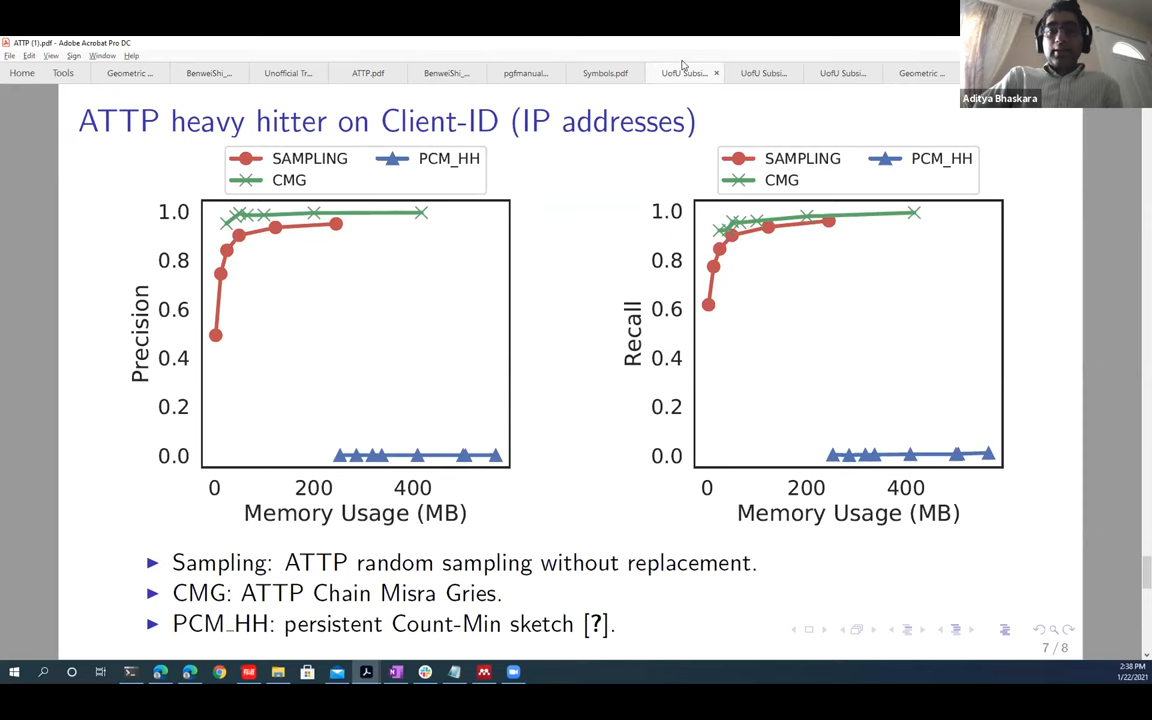 ATTP (1).pdf - Adobe Acrobat Pro DC
File Edit View Sign Window Help
Home Tools Geometric ... BenweiShi_... Unofficial Tr... ATTP.pdf BenweiShi_... pgfmanual... Symbols.pdf UofU Subsi... × UofU Subsi... UofU Subsi... Geometric ...
Aditya Bhaskara
ATTP heavy hitter on Client-ID (IP addresses)
SAMPLING PCM_HH
CMG
1.0
0.8
0.6
0.4
0.2
0.0
Precision
0 200 400
Memory Usage (MB)
SAMPLING PCM_HH
CMG
1.0
0.8
0.6
0.4
0.2
0.0
Recall
0 200 400
Memory Usage (MB)
Sampling: ATTP random sampling without replacement.
CMG: ATTP Chain Misra Gries.
PCM_HH: persistent Count-Min sketch [?].
7 / 8
2:38 PM
1/22/2021